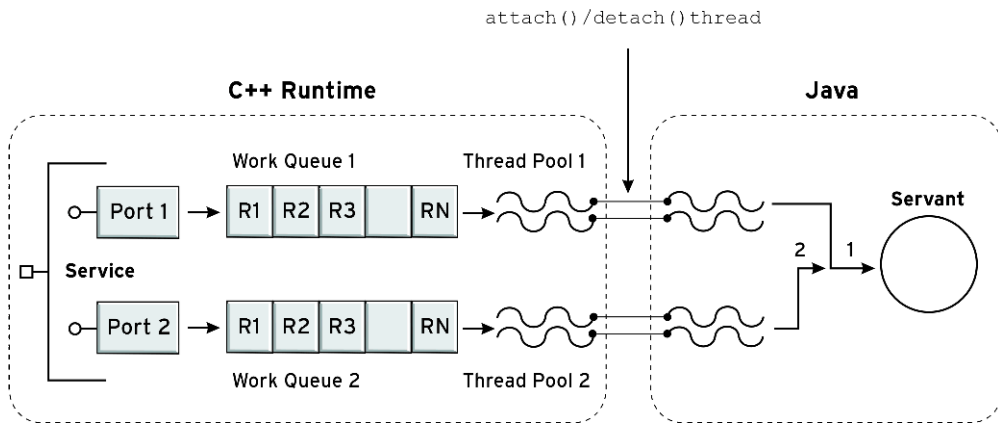 attach()/detach()thread
C++ Runtime
Java
Work Queue 1
Thread Pool 1
Port 1
R1 R2 R3 RN
Servant
Service
2
1
Port 2
R1 R2 R3 RN
Work Queue 2
Thread Pool 2